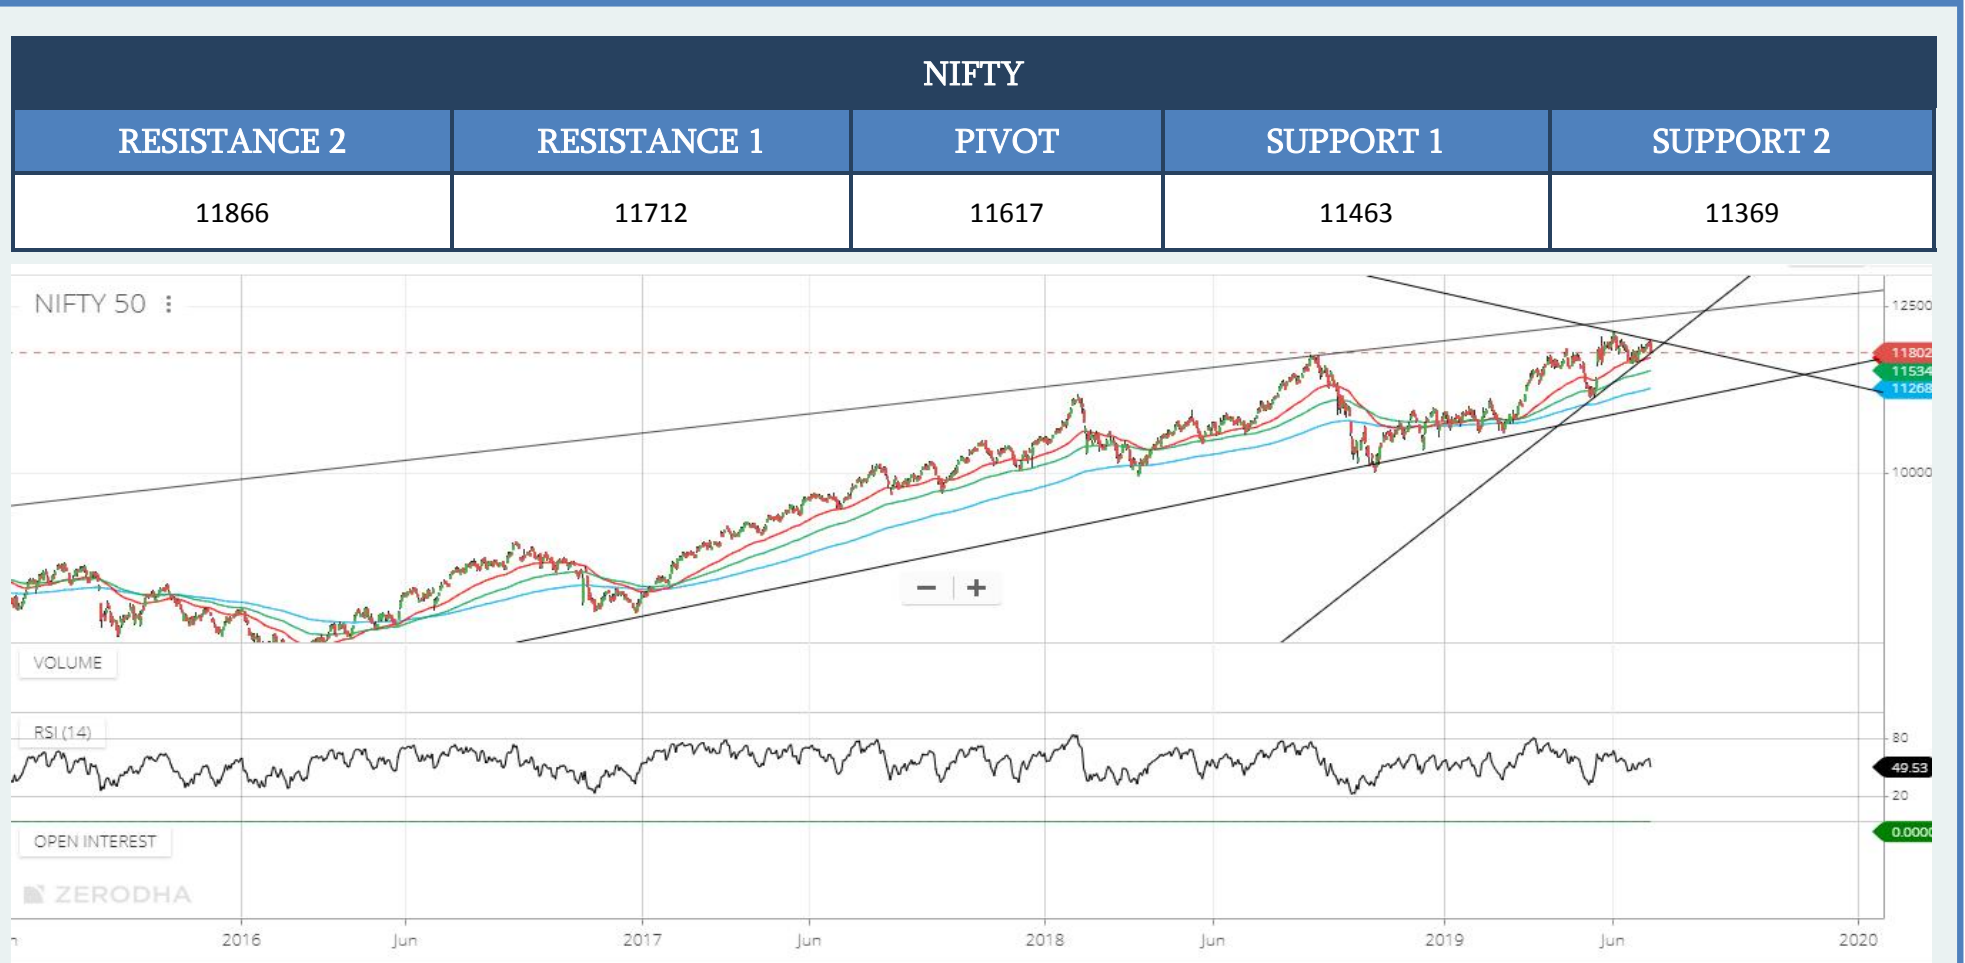 NIFTY
RESISTANCE 2 RESISTANCE 1 PIVOT SUPPORT 1 SUPPORT 2
11866 11712 11617 11463 11369
NIFTY 50
12500
11802
11534
11268
10000
VOLUME
RSI (14)
80
49.53
20
OPEN INTEREST
0.0000
ZERODHA
2016 Jun 2017 Jun 2018 Jun 2019 Jun 2020